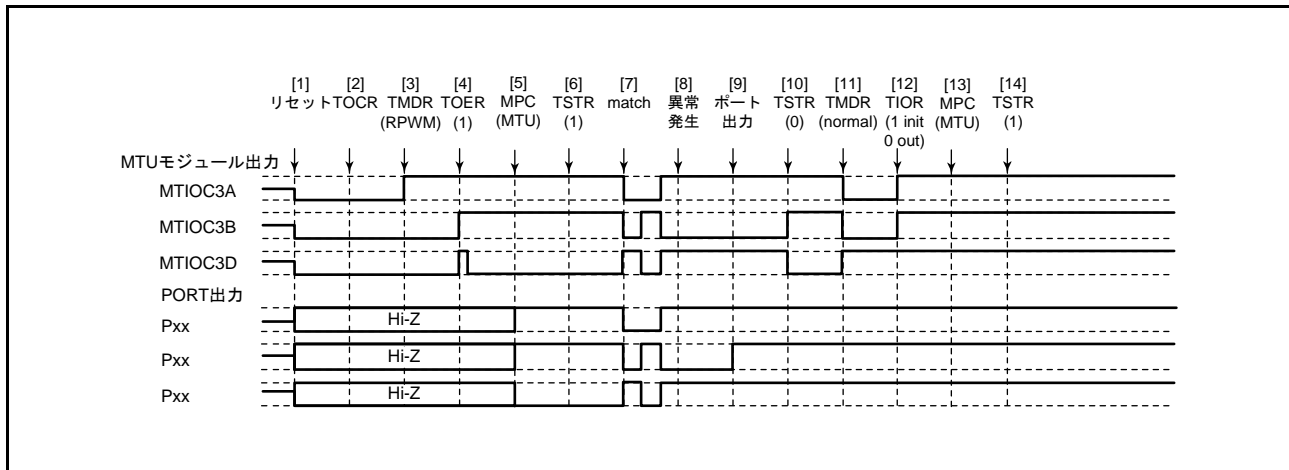 [1] [2] [3] [4] [5] [6] [7] [8] [9] [10] [11] [12] [13] [14]
リセット TOCR TMDR TOER MPC TSTR match 異常 ポート TSTR TMDR TIOR MPC TSTR
(RPWM) (1) (MTU) (1) 発生 出力 (0) (normal) (1 init (MTU) (1)
0 out)
MTUモジュール出力
MTIOC3A
MTIOC3B
MTIOC3D
PORT出力
Pxx Hi-Z
Pxx Hi-Z
Pxx Hi-Z